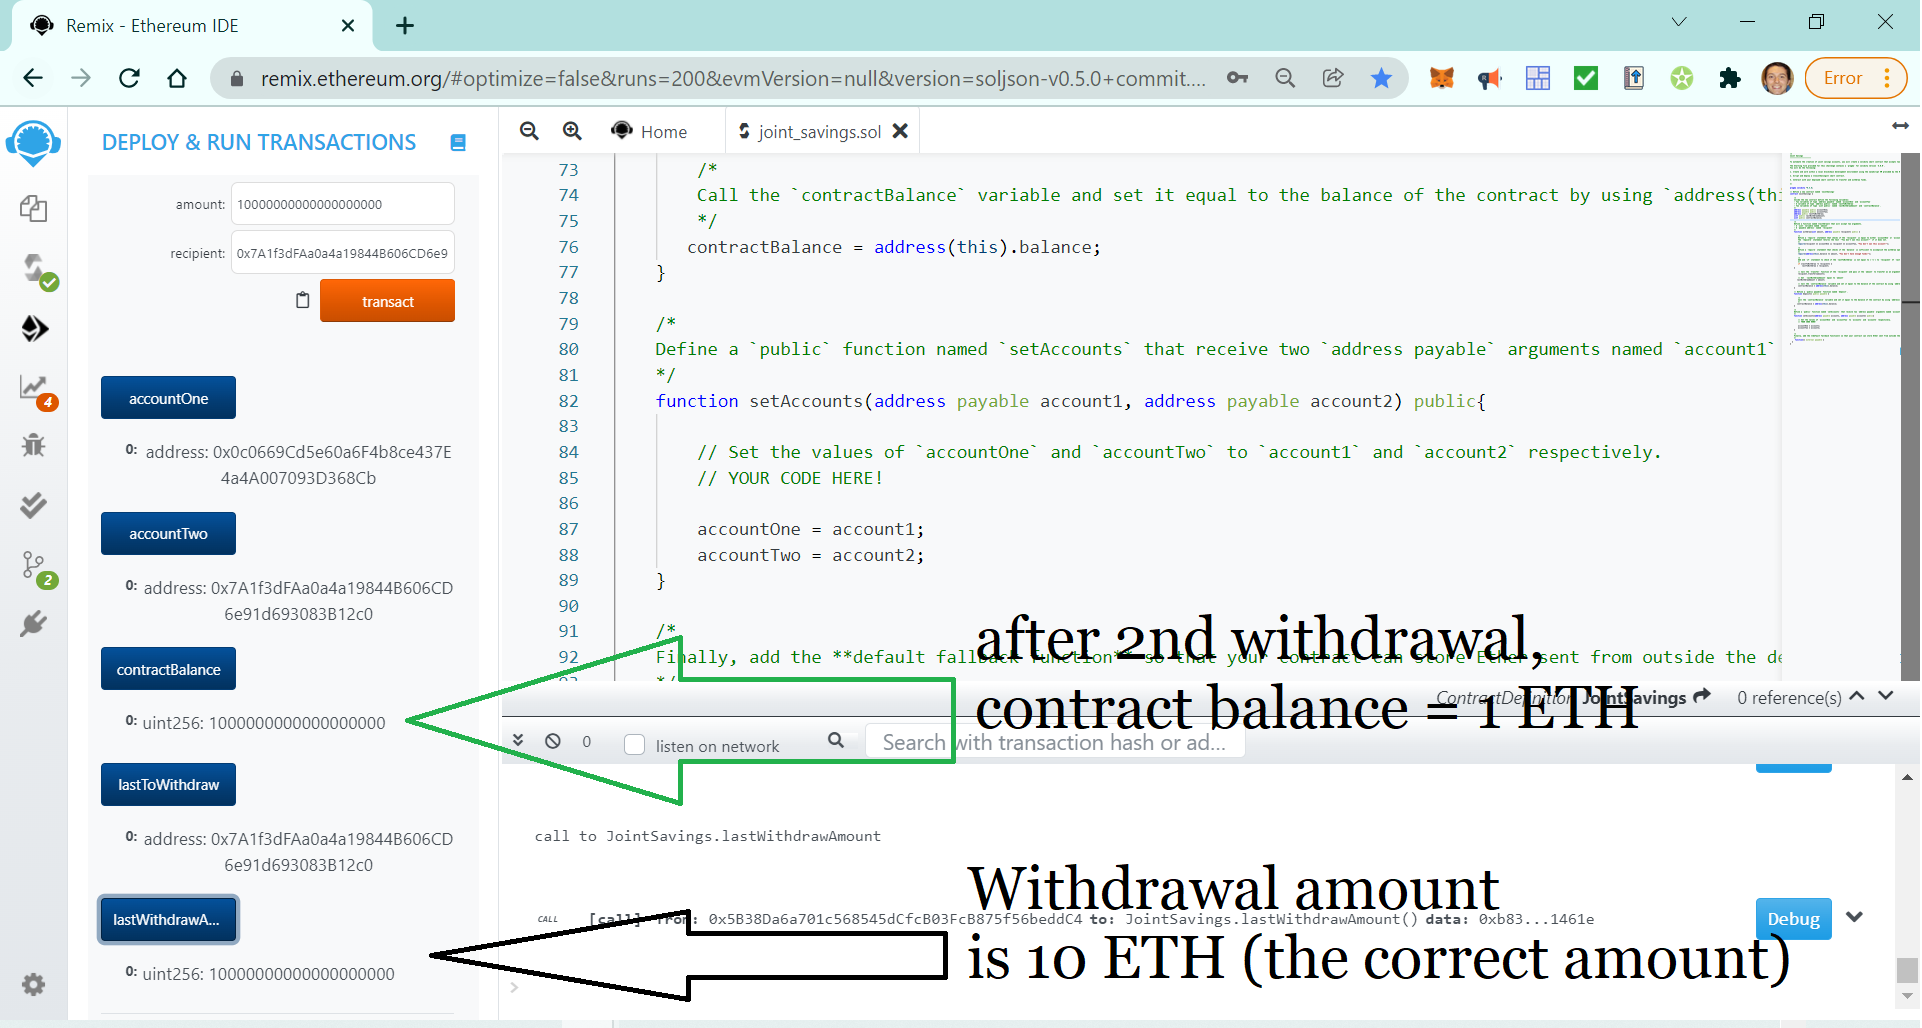 Remix - Ethereum IDE
remix.ethereum.org/#optimize=false&runs=200&evmVersion=null&version=soljson-v0.5.0+commit....
Error
DEPLOY & RUN TRANSACTIONS
amount: 10000000000000000000
recipient: 0x7A1f3dFAa0a4a19844B606CD6e9
transact
accountOne
0: address: 0x0c0669Cd5e60a6F4b8ce437E
4a4A007093D368Cb
accountTwo
0: address: 0x7A1f3dFAa0a4a19844B606CD
6e91d693083B12c0
contractBalance
0: uint256: 1000000000000000000
lastToWithdraw
0: address: 0x7A1f3dFAa0a4a19844B606CD
6e91d693083B12c0
lastWithdrawA...
0: uint256: 10000000000000000000
4
2
Home
joint_savings.sol
73 /*
74 Call the `contractBalance` variable and set it equal to the balance of the contract by using `address(thi
75 */
76 contractBalance = address(this).balance;
77 }
78
79 /*
80 Define a `public` function named `setAccounts` that receive two `address payable` arguments named `account1`
81 */
82 function setAccounts(address payable account1, address payable account2) public{
83
84 // Set the values of `accountOne` and `accountTwo` to `account1` and `account2` respectively.
85 // YOUR CODE HERE!
86
87 accountOne = account1;
88 accountTwo = account2;
89 }
90
91 /*
92 Finally, add the **default fallback function** so that your contract can store Ether sent from outside the de
after 2nd withdrawal,
contract balance = 1 ETH
ContractDefinition JointSavings 0 reference(s)
0 listen on network
Search with transaction hash or ad...
call to JointSavings.lastWithdrawAmount
CALL [call] from: 0x5B38Da6a701c568545dCfcB03FcB875f56beddC4 to: JointSavings.lastWithdrawAmount() data: 0xb83...1461e
Debug
Withdrawal amount
is 10 ETH (the correct amount)